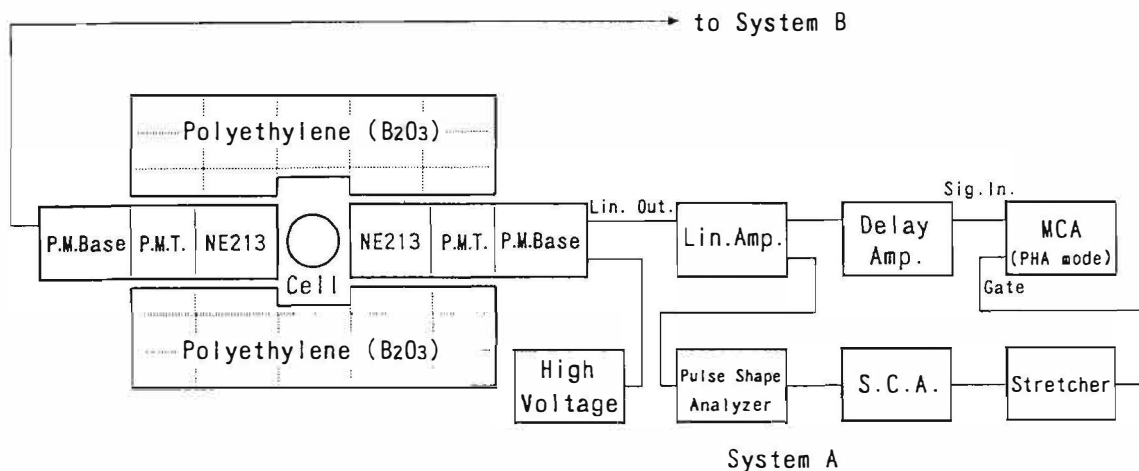 to System B
Polyethylene (B2O3)
P.M.Base
P.M.T.
NE213
Cell
NE213
P.M.T.
P.M.Base
Polyethylene (B2O3)
Lin. Out.
Lin.Amp.
Delay
Amp.
Sig.In.
MCA
(PHA mode)
Gate
High
Voltage
Pulse Shape
Analyzer
S.C.A.
Stretcher
System A